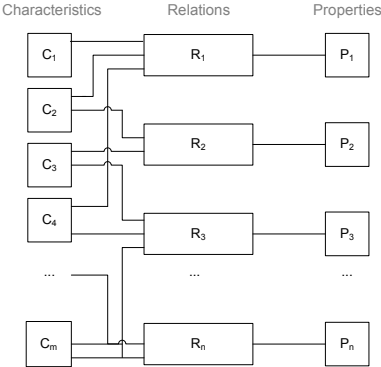 Characteristics Relations Properties
C₁ R₁ P₁
C₂ R₂ P₂
C₃
C₄ R₃ P₃
... ... ...
Cₘ Rₙ Pₙ